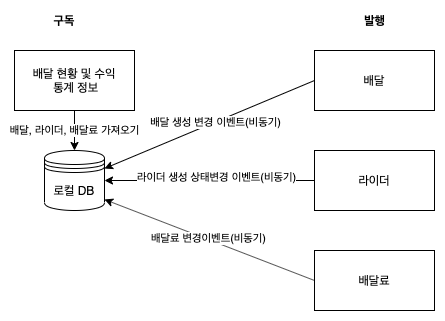 구독
발행
배달 현황 및 수익
통계 정보
배달
배달 생성 변경 이벤트(비동기)
배달, 라이더, 배달료 가져오기
라이더 생성 상태변경 이벤트(비동기)
라이더
로컬 DB
배달료 변경이벤트(비동기)
배달료